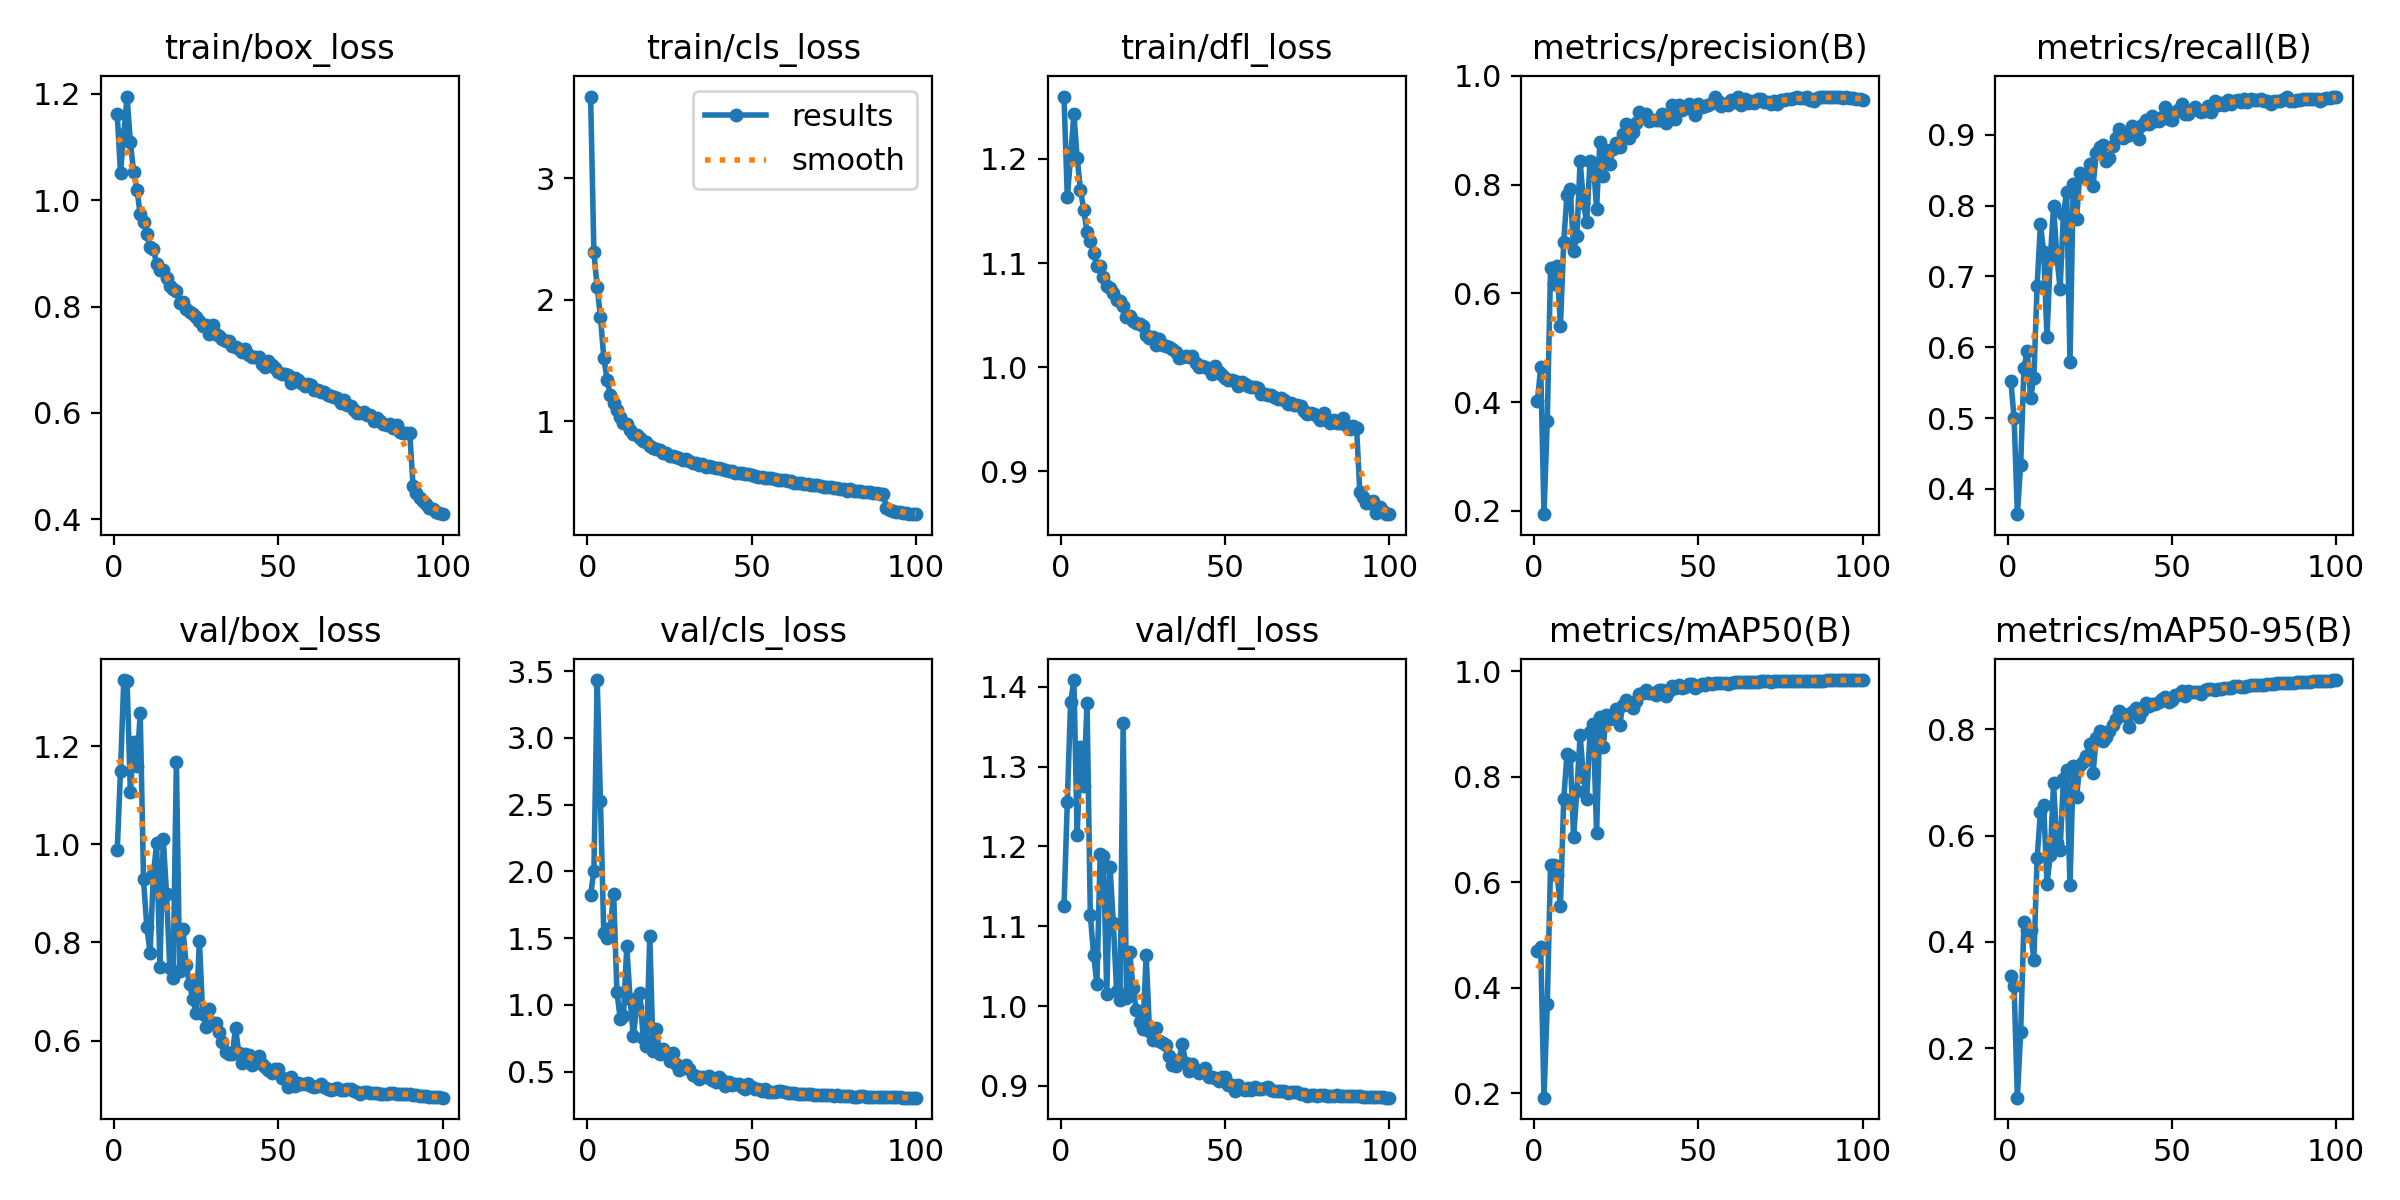 train/box_loss
1.2
1.0
0.8
0.6
0.4
0 50 100
train/cls_loss
results
smooth
3
2
1
0 50 100
train/dfl_loss
1.2
1.1
1.0
0.9
0 50 100
metrics/precision(B)
1.0
0.8
0.6
0.4
0.2
0 50 100
metrics/recall(B)
0.9
0.8
0.7
0.6
0.5
0.4
0 50 100
val/box_loss
1.2
1.0
0.8
0.6
0 50 100
val/cls_loss
3.5
3.0
2.5
2.0
1.5
1.0
0.5
0 50 100
val/dfl_loss
1.4
1.3
1.2
1.1
1.0
0.9
0 50 100
metrics/mAP50(B)
1.0
0.8
0.6
0.4
0.2
0 50 100
metrics/mAP50-95(B)
0.8
0.6
0.4
0.2
0 50 100